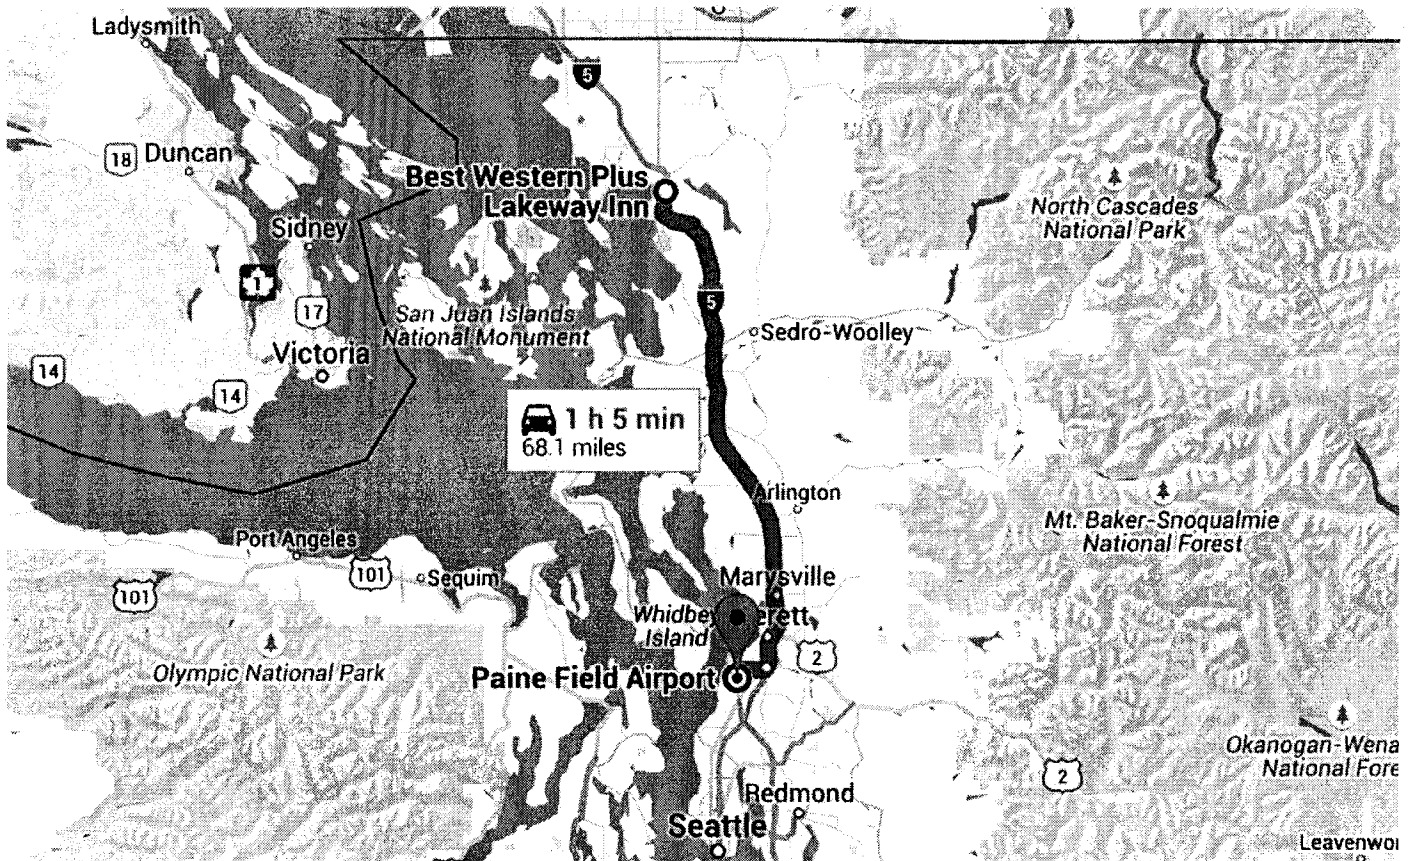 Ladysmith
5
18
Duncan
Best Western Plus
Lakeway Inn
North Cascades
National Park
Sidney
1
17
5
San Juan Islands
National Monument
Sedro-Woolley
Victoria
14
14
1 h 5 min
68.1 miles
Arlington
Mt. Baker-Snoqualmie
National Forest
Port Angeles
101
Sequim
101
Marysville
Whidbey
Island
erett
2
Olympic National Park
Paine Field Airport
Okanogan-Wena
National Fore
2
Redmond
Seattle
Leavenwor